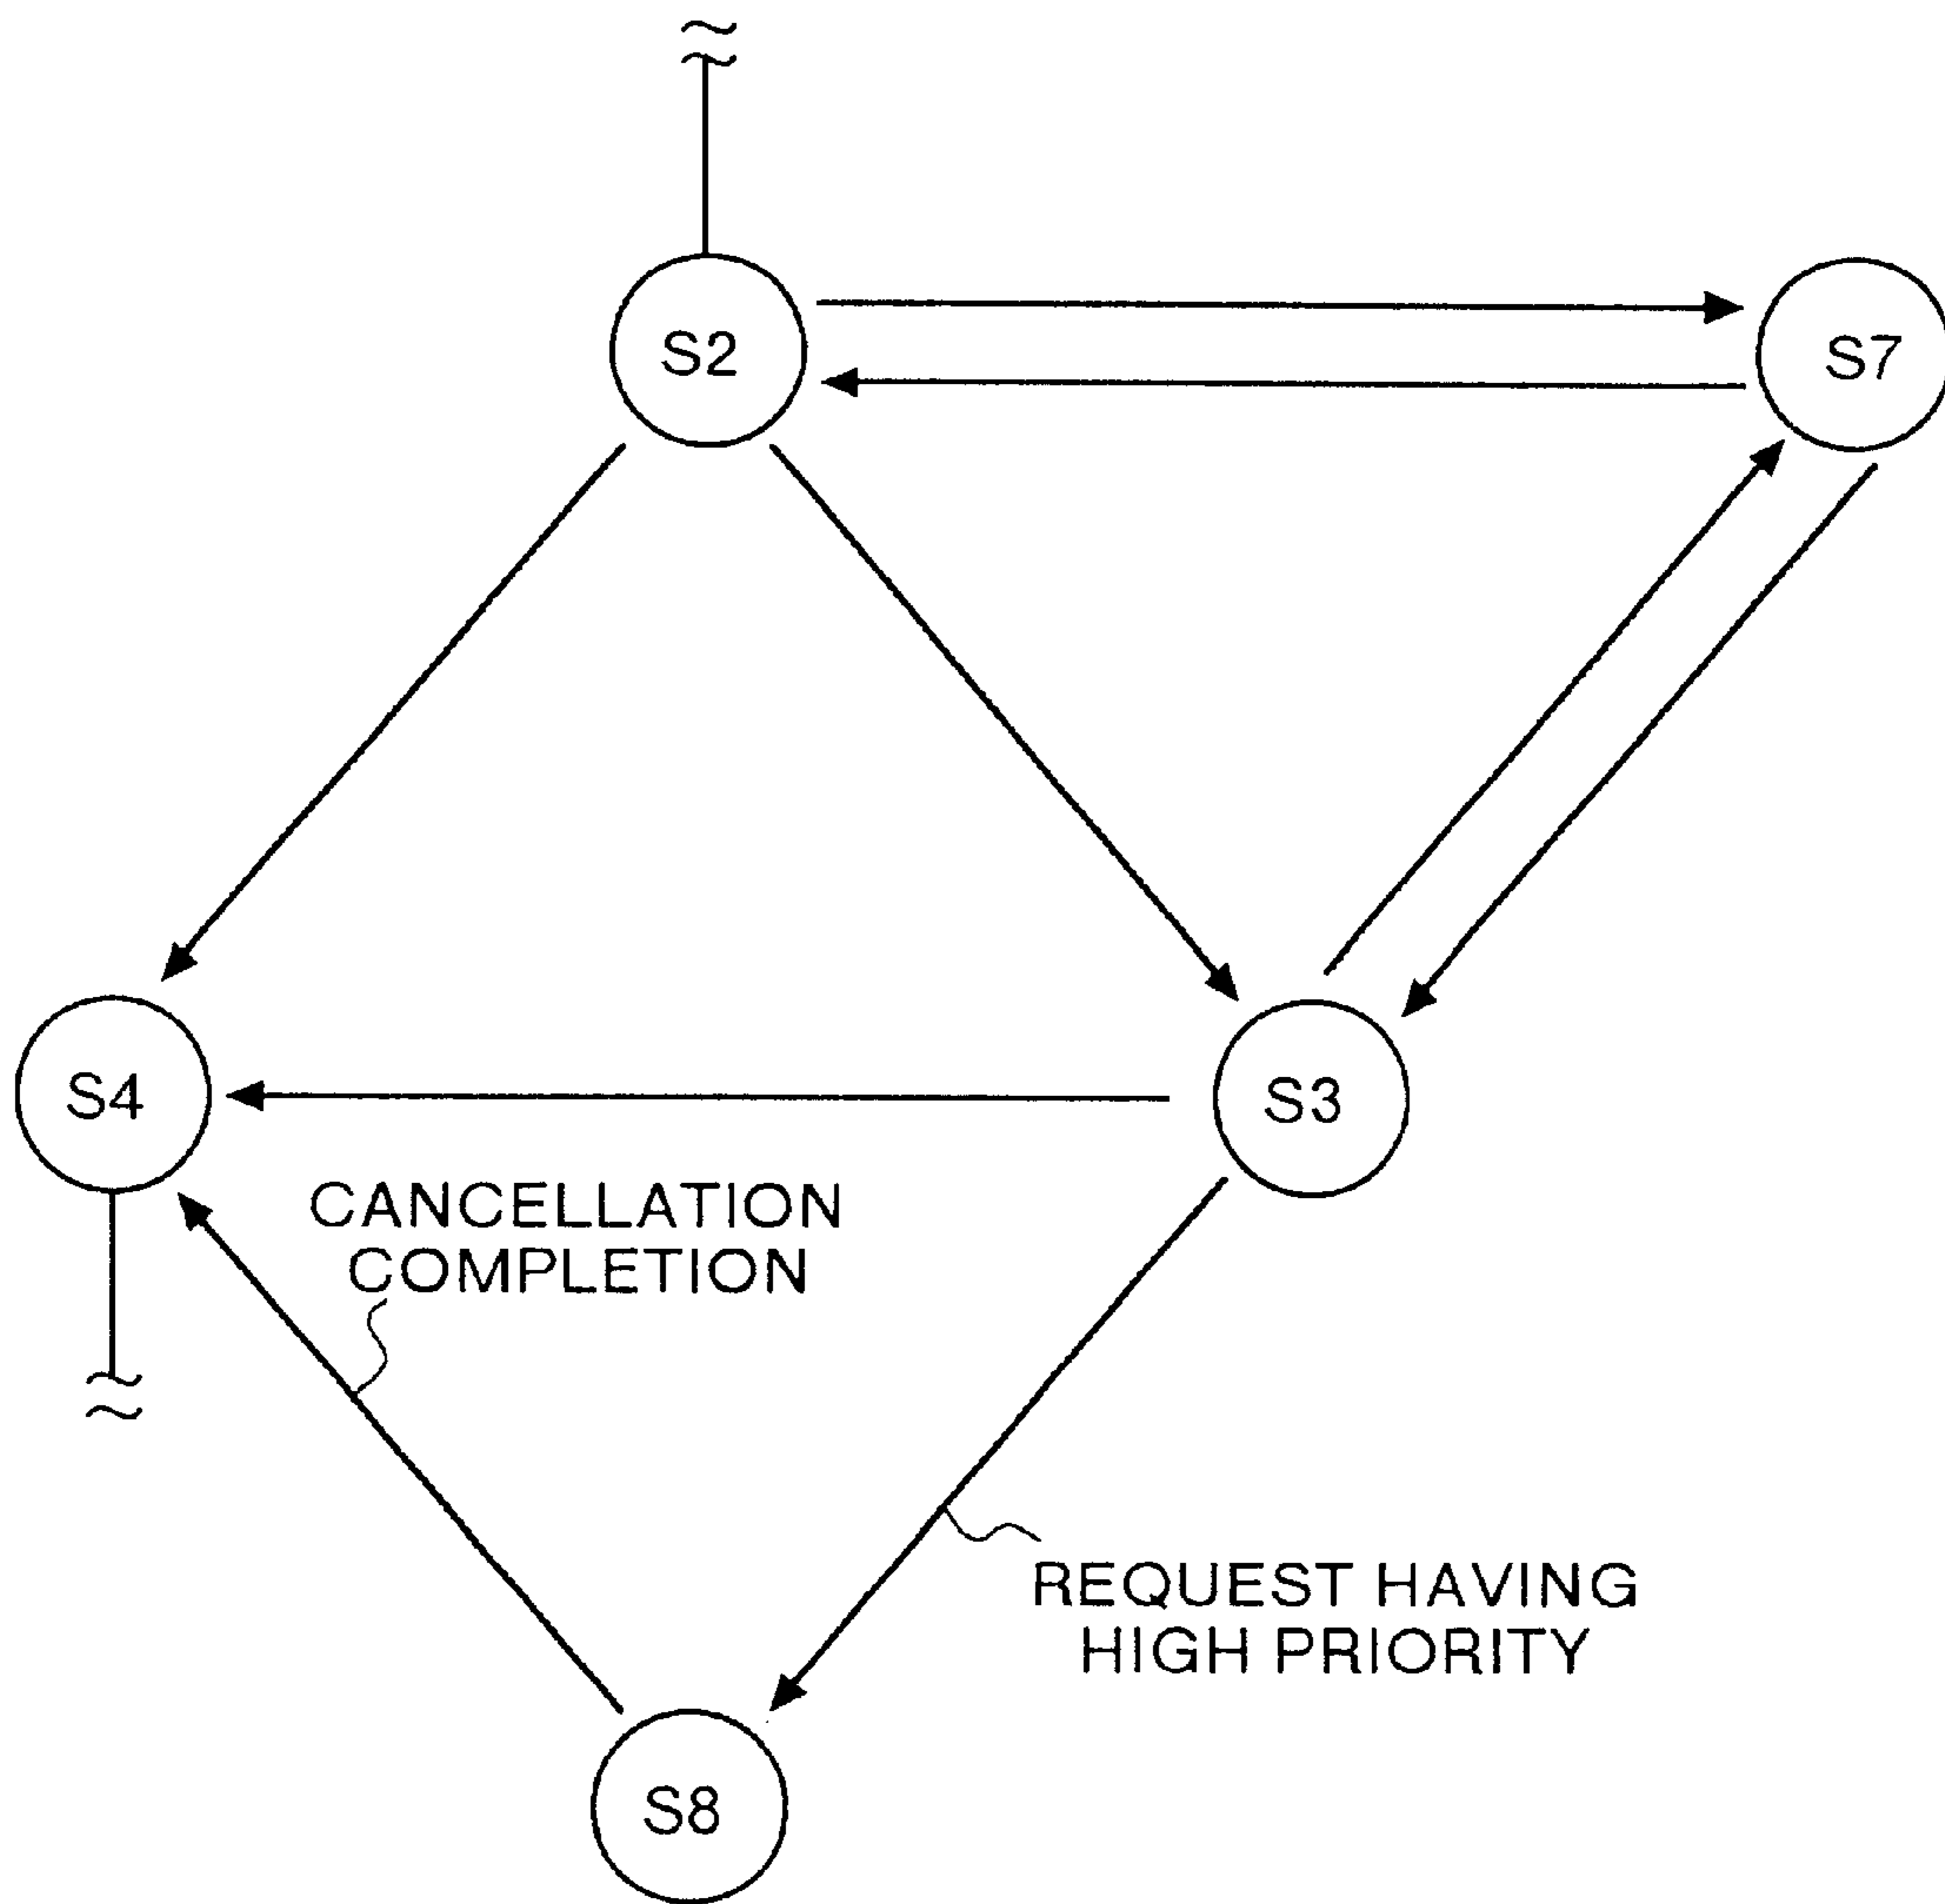 S2
S7
S4
S3
CANCELLATION
COMPLETION
REQUEST HAVING
HIGH PRIORITY
S8